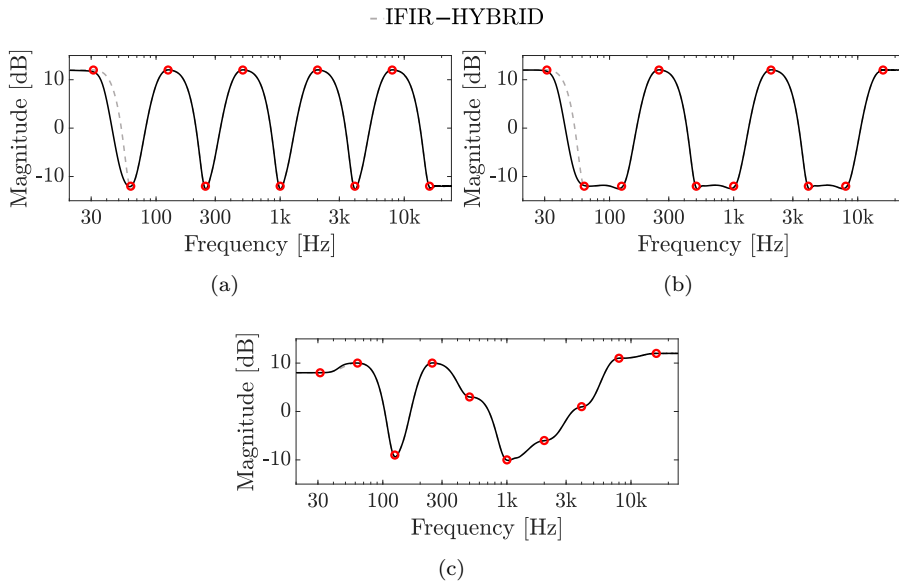 IFIR–HYBRID
Magnitude [dB]
10
0
-10
30 100 300 1k 3k 10k
Frequency [Hz]
(a)
Magnitude [dB]
10
0
-10
30 100 300 1k 3k 10k
Frequency [Hz]
(b)
Magnitude [dB]
10
0
-10
30 100 300 1k 3k 10k
Frequency [Hz]
(c)